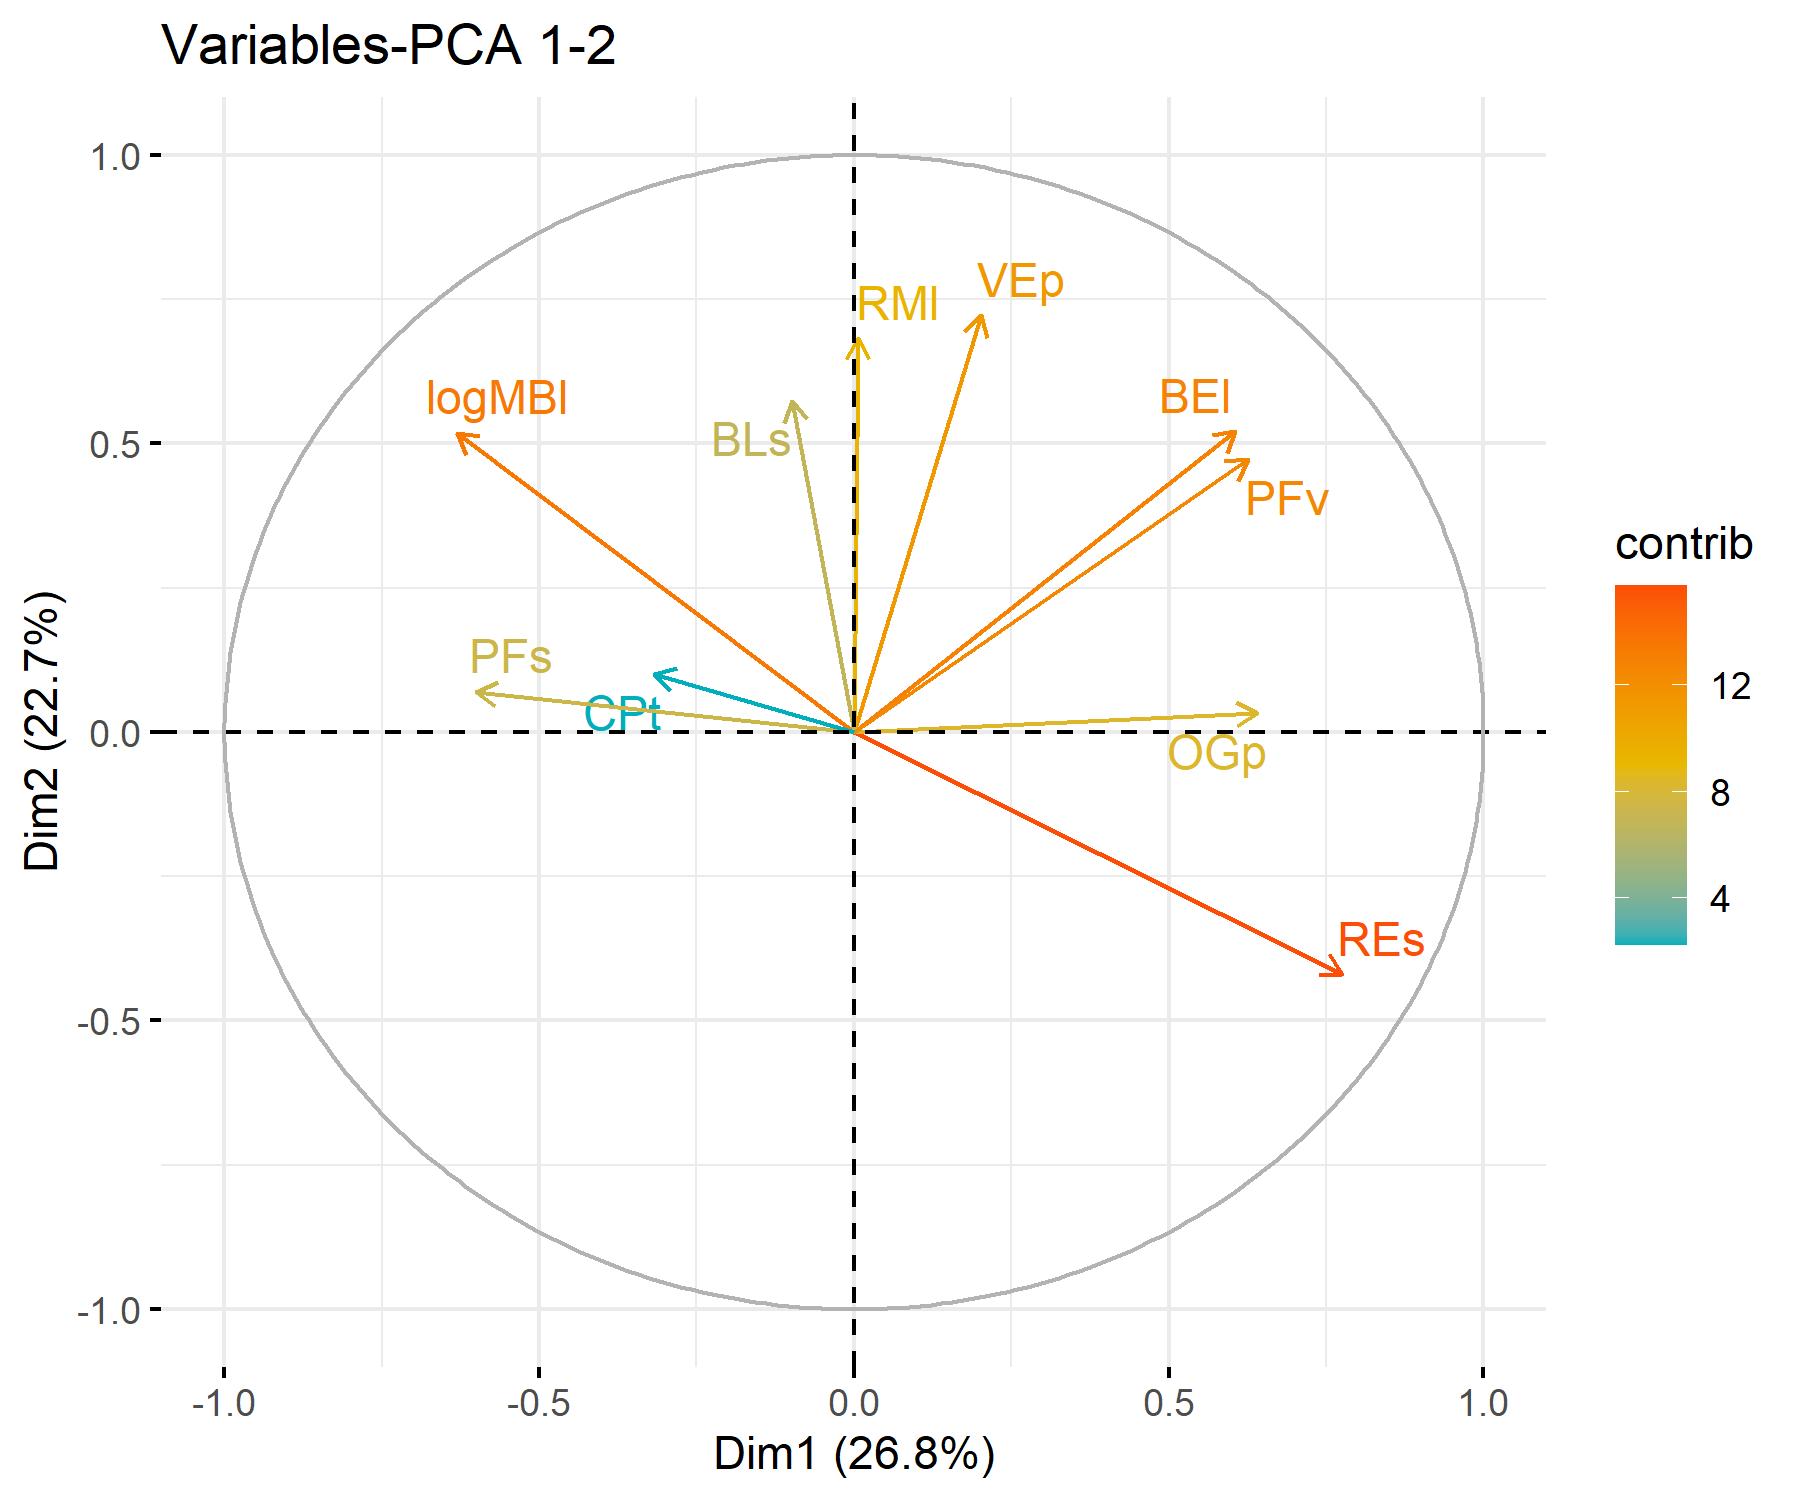 Variables-PCA 1-2
1.0
0.5
0.0
-0.5
-1.0
Dim2 (22.7%)
VEp
RMl
logMBl
BEl
BLs
PFv
PFs
CPt
OGp
REs
-1.0
-0.5
0.0
0.5
1.0
Dim1 (26.8%)
contrib
12
8
4